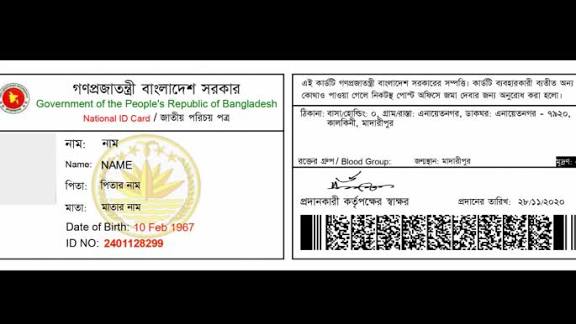 গণপ্রজাতন্ত্রী বাংলাদেশ সরকার
Government of the People's Republic of Bangladesh
National ID Card / জাতীয় পরিচয় পত্র
নাম: নাম
Name: NAME
পিতা: পিতার নাম
মাতা: মাতার নাম
Date of Birth: 10 Feb 1967
ID NO: 2401128299
এই কার্ডটি গণপ্রজাতন্ত্রী বাংলাদেশ সরকারের সম্পত্তি। কার্ডটি ব্যবহারকারী ব্যতীত অন্য
কোথাও পাওয়া গেলে নিকটস্থ পোস্ট অফিসে জমা দেবার জন্য অনুরোধ করা হলো।
ঠিকানা: বাসা/হোল্ডিং: ০, গ্রাম/রাস্তা: এনায়েতনগর, ডাকঘর: এনায়েতনগর - ৭৯২০,
কালকিনী, মাদারীপুর
রক্তের গ্রুপ / Blood Group: জন্মস্থান: মাদারীপুর মুদ্রণ:
প্রদানকারী কর্তৃপক্ষের স্বাক্ষর প্রদানের তারিখ: ২৮/১১/২০২০